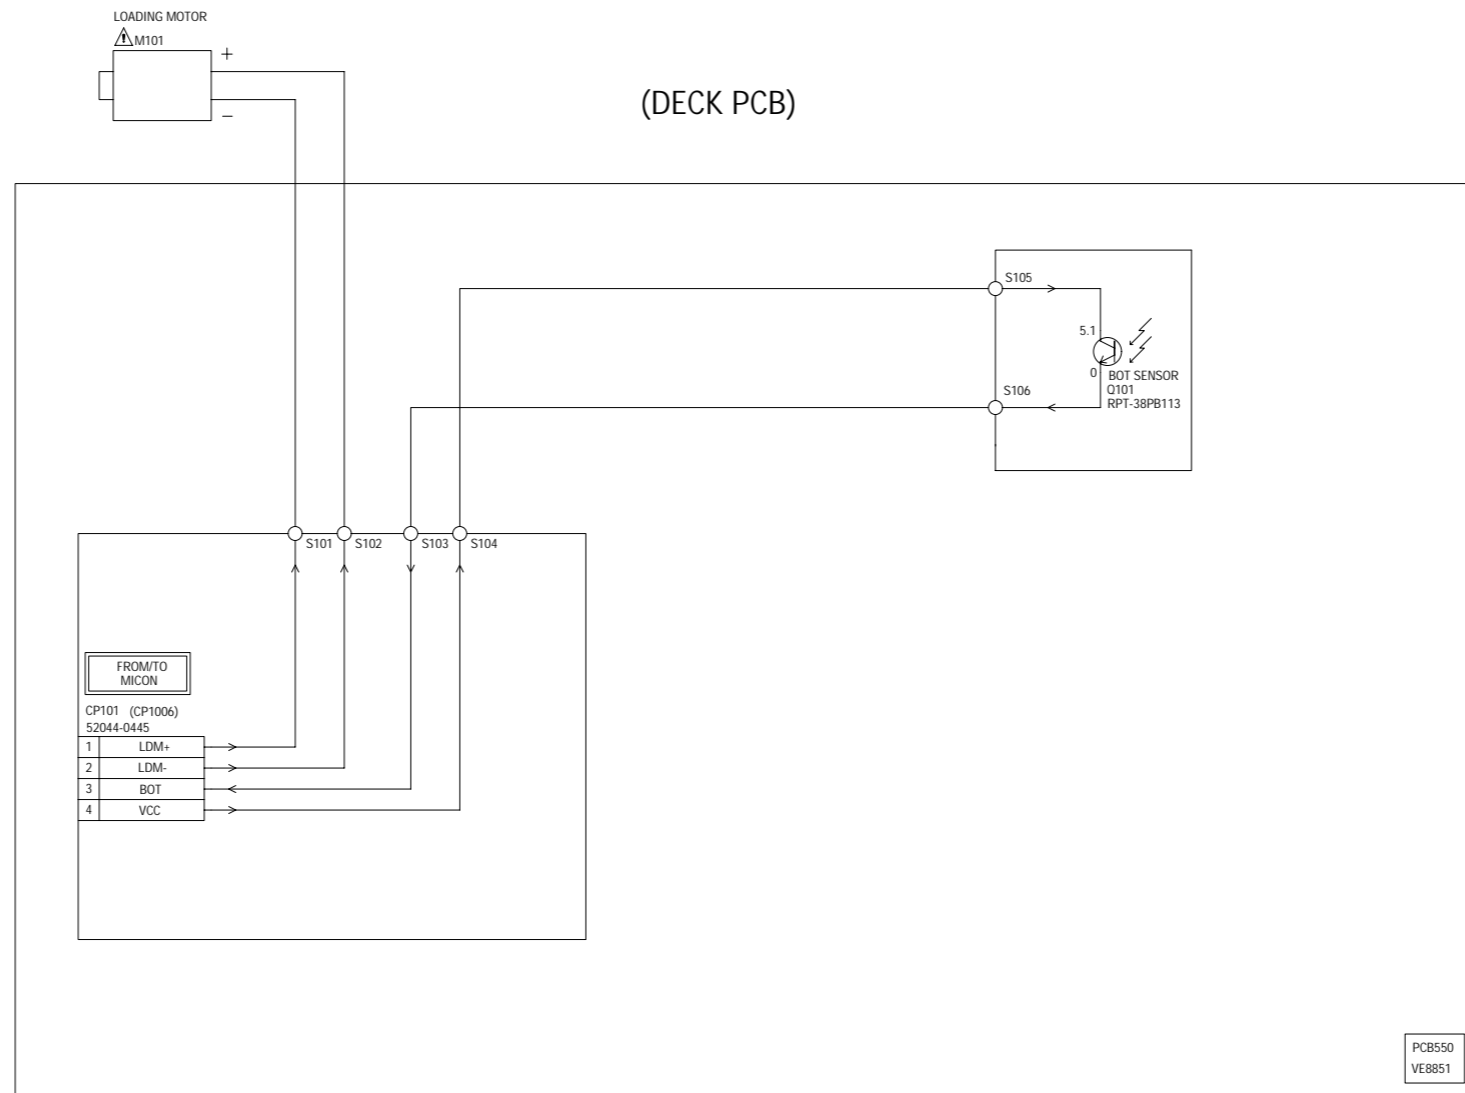 LOADING MOTOR
M101
+
−
(DECK PCB)
S105
5.1
0
BOT SENSOR
Q101
RPT-38PB113
S106
S101
S102
S103
S104
FROM/TO
MICON
CP101 (CP1006)
52044-0445
1 LDM+
2 LDM-
3 BOT
4 VCC
PCB550
VE8851